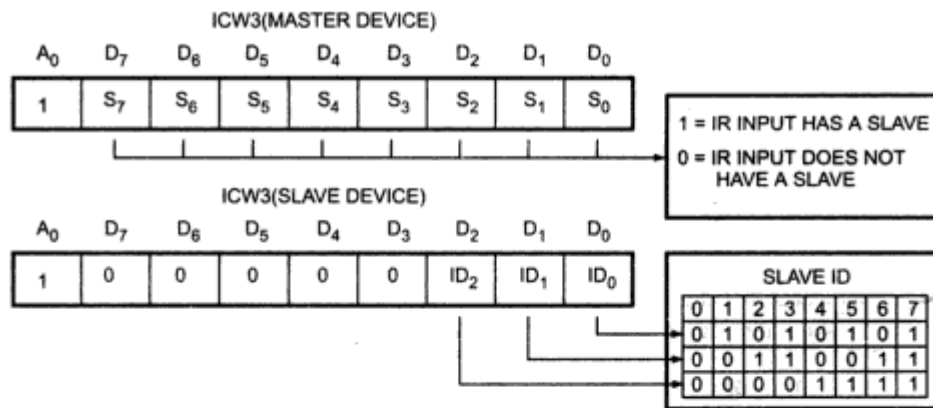 ICW3(MASTER DEVICE)
A₀ D₇ D₆ D₅ D₄ D₃ D₂ D₁ D₀
1 S₇ S₆ S₅ S₄ S₃ S₂ S₁ S₀
1 = IR INPUT HAS A SLAVE
0 = IR INPUT DOES NOT
HAVE A SLAVE
ICW3(SLAVE DEVICE)
A₀ D₇ D₆ D₅ D₄ D₃ D₂ D₁ D₀
1 0 0 0 0 0 ID₂ ID₁ ID₀
SLAVE ID
0 1 2 3 4 5 6 7
0 1 0 1 0 1 0 1
0 0 1 1 0 0 1 1
0 0 0 0 1 1 1 1